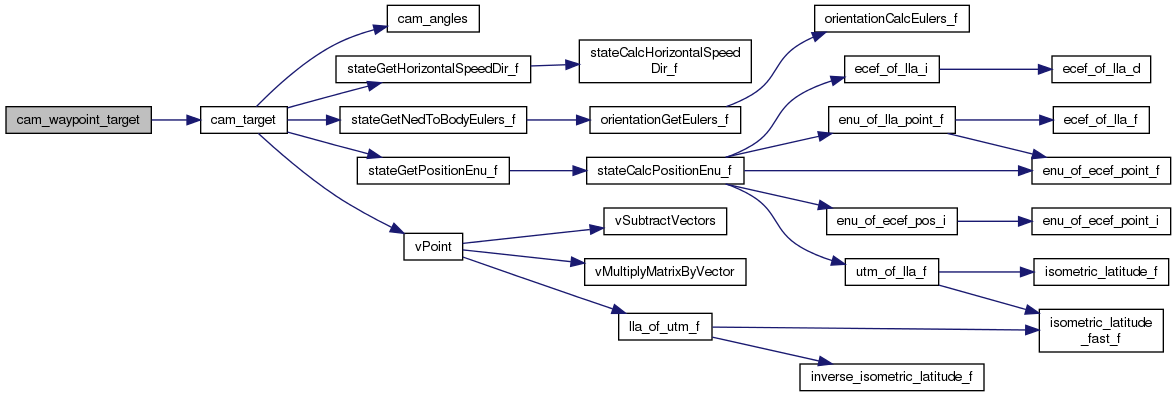 cam_waypoint_target
cam_target
cam_angles
stateGetHorizontalSpeedDir_f
stateCalcHorizontalSpeed
Dir_f
stateGetNedToBodyEulers_f
orientationGetEulers_f
orientationCalcEulers_f
stateGetPositionEnu_f
stateCalcPositionEnu_f
ecef_of_lla_i
ecef_of_lla_d
enu_of_lla_point_f
ecef_of_lla_f
enu_of_ecef_point_f
enu_of_ecef_pos_i
enu_of_ecef_point_i
utm_of_lla_f
isometric_latitude_f
isometric_latitude
_fast_f
vPoint
vSubtractVectors
vMultiplyMatrixByVector
lla_of_utm_f
inverse_isometric_latitude_f